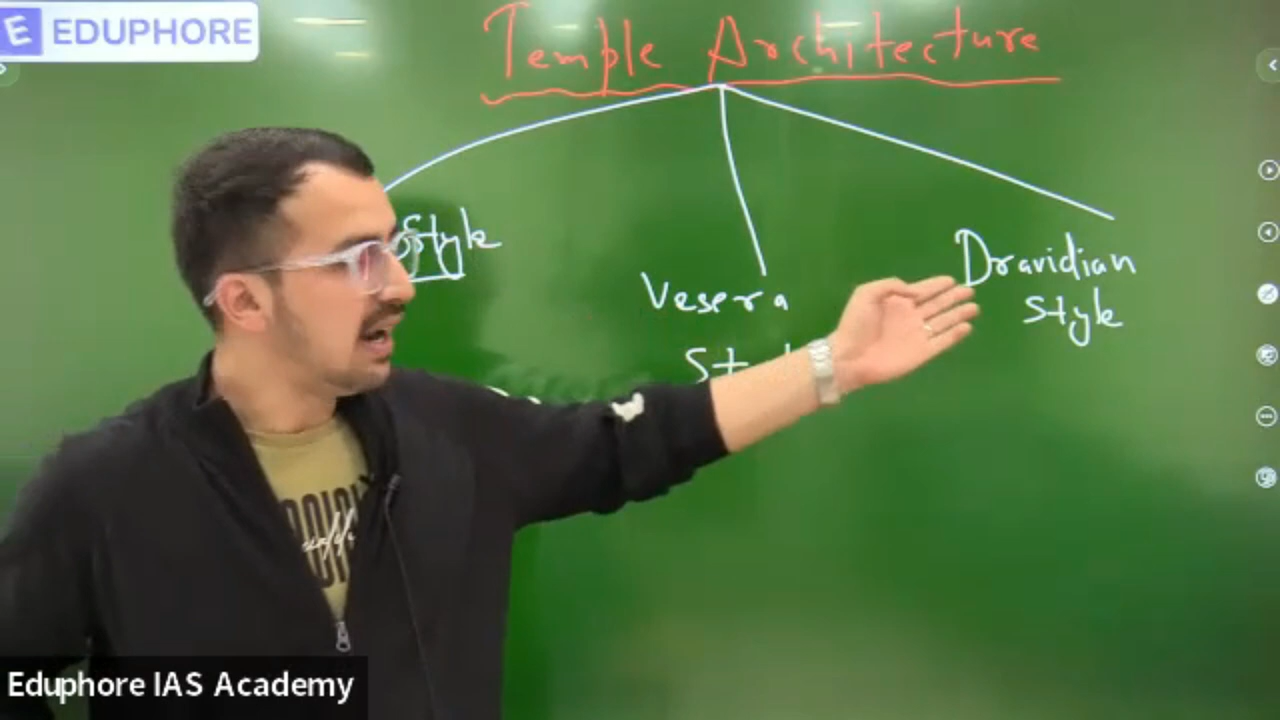 E EDUPHORE
Temple Architecture
Style
Vesera
Dravidian
Style
Eduphore IAS Academy